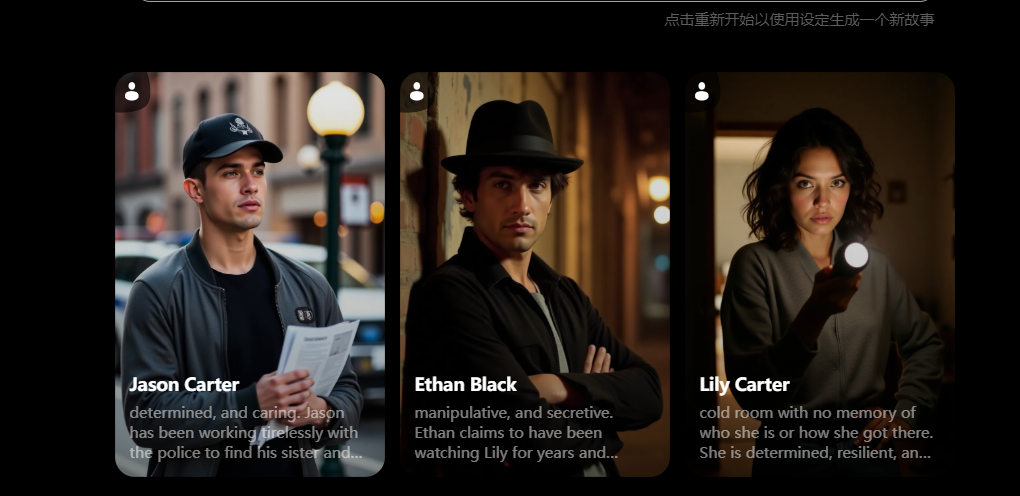 点击重新开始以使用设定生成一个新故事
Jason Carter
determined, and caring. Jason
has been working tirelessly with
the police to find his sister and...
Ethan Black
manipulative, and secretive.
Ethan claims to have been
watching Lily for years and...
Lily Carter
cold room with no memory of
who she is or how she got there.
She is determined, resilient, an...